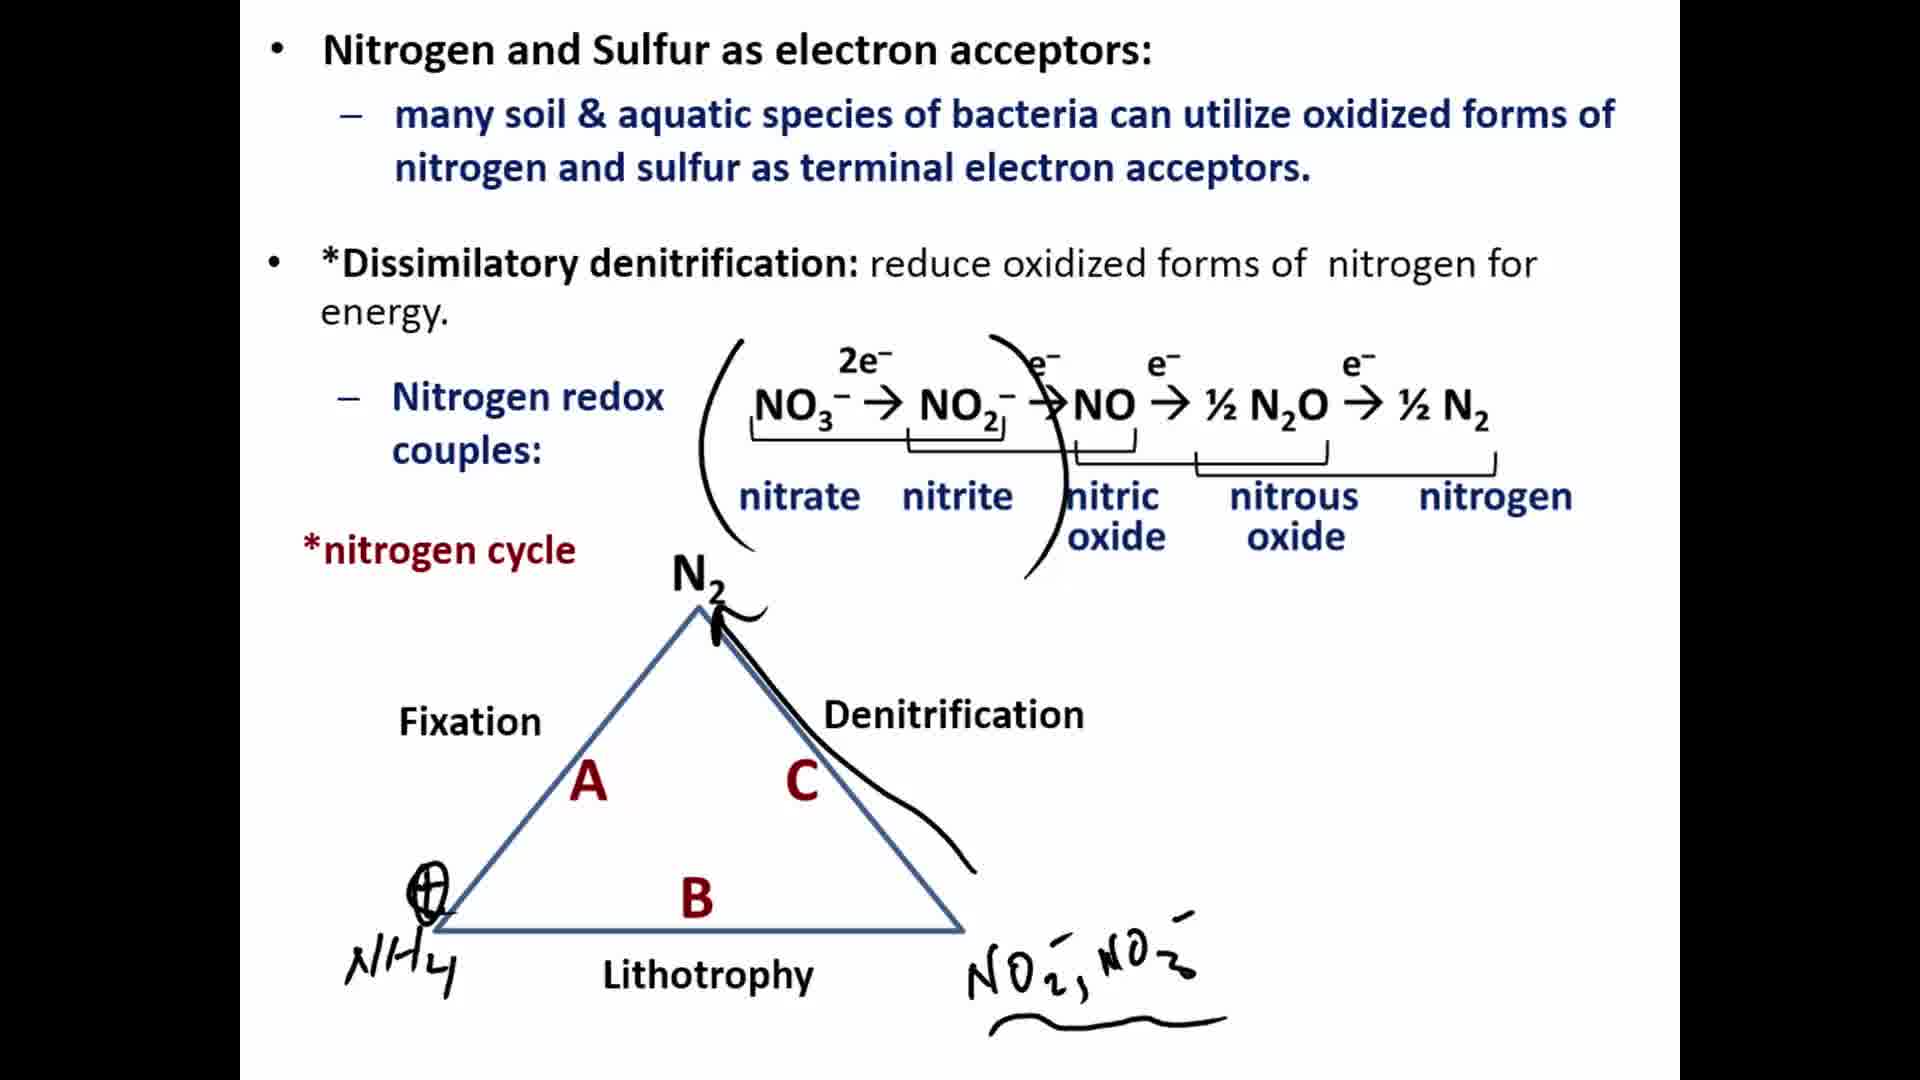 • Nitrogen and Sulfur as electron acceptors:
– many soil & aquatic species of bacteria can utilize oxidized forms of
nitrogen and sulfur as terminal electron acceptors.
• *Dissimilatory denitrification: reduce oxidized forms of nitrogen for
energy.
2e⁻ e⁻ e⁻ e⁻
– Nitrogen redox
couples:
NO₃⁻ → NO₂⁻ → NO → ½ N₂O → ½ N₂
nitrate nitrite nitric nitrous nitrogen
oxide oxide
*nitrogen cycle
N₂
Fixation Denitrification
A C
B
NH₄⊕
Lithotrophy
NO₂⁻, NO₃⁻